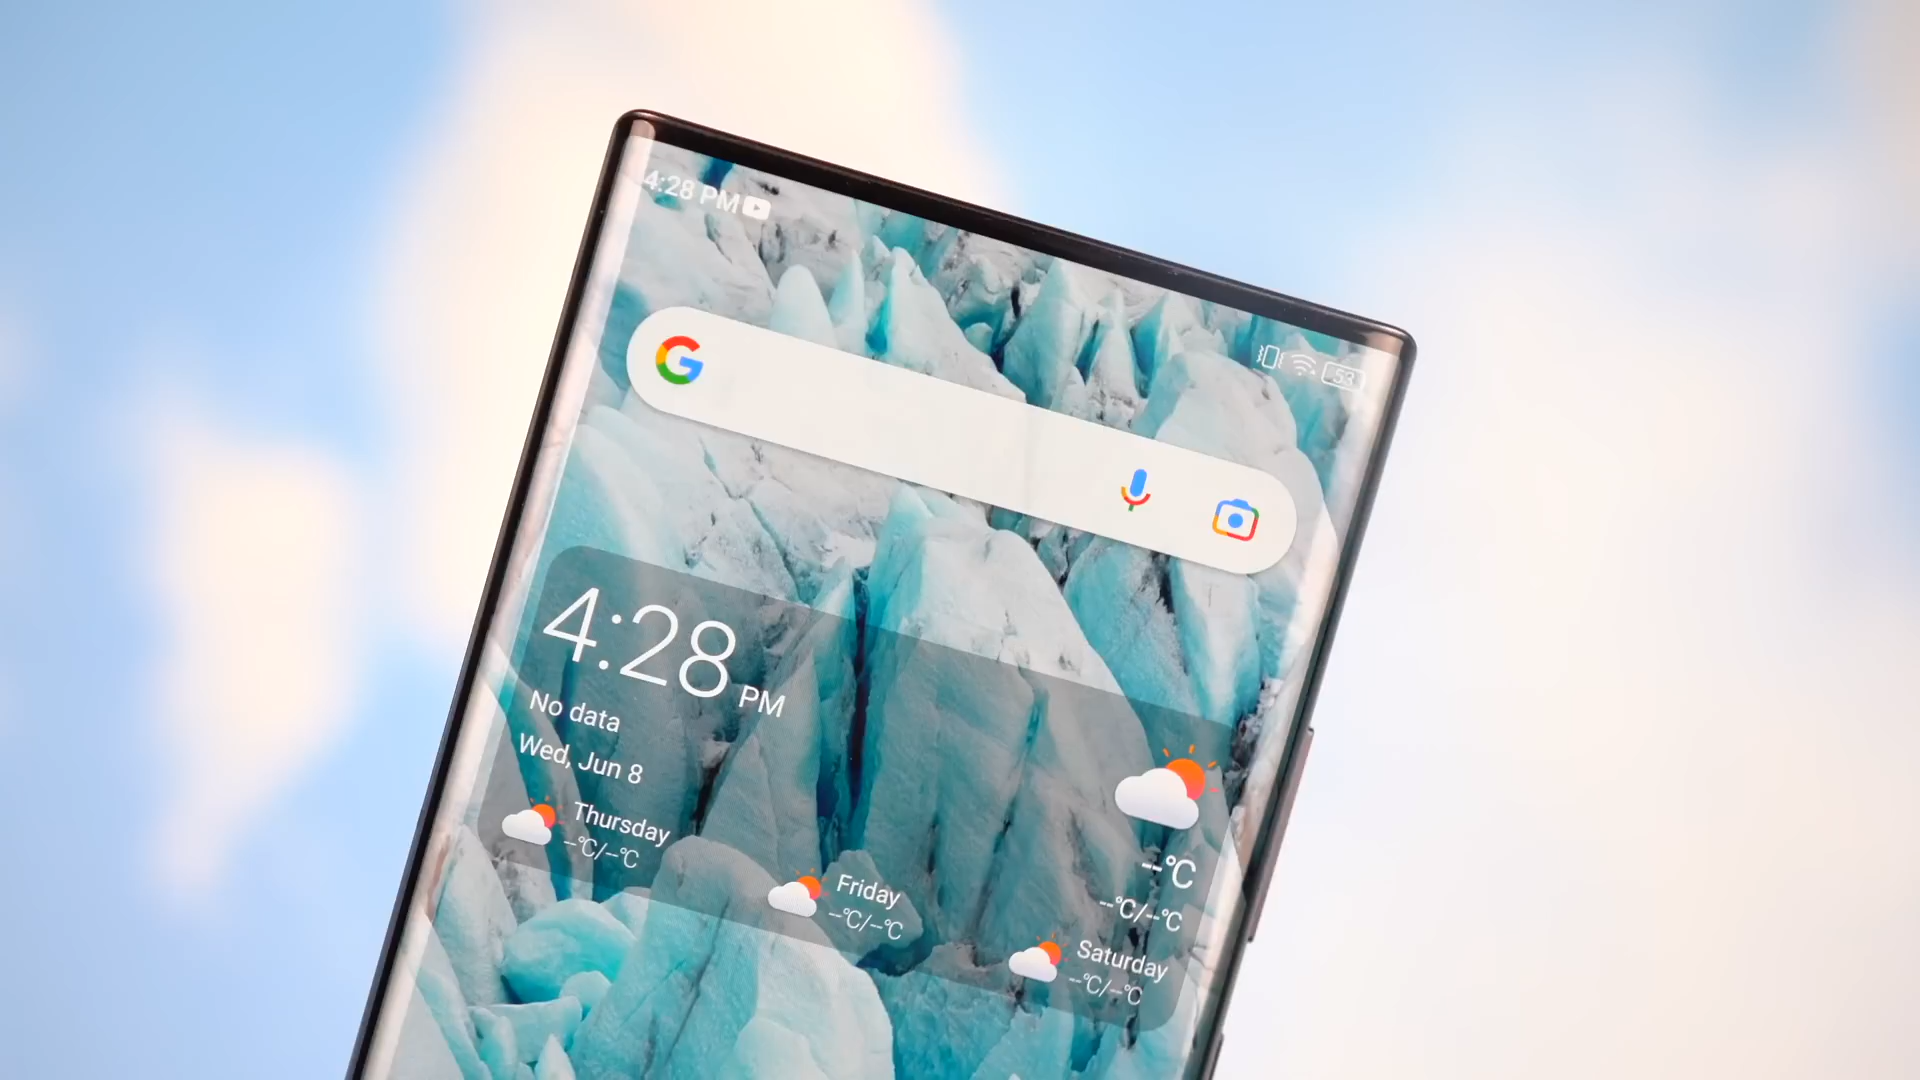 4:28 PM
53
4:28 PM
No data
Wed, Jun 8
--°C
--°C/--°C
Thursday
--°C/--°C
Friday
--°C/--°C
Saturday
--°C/--°C